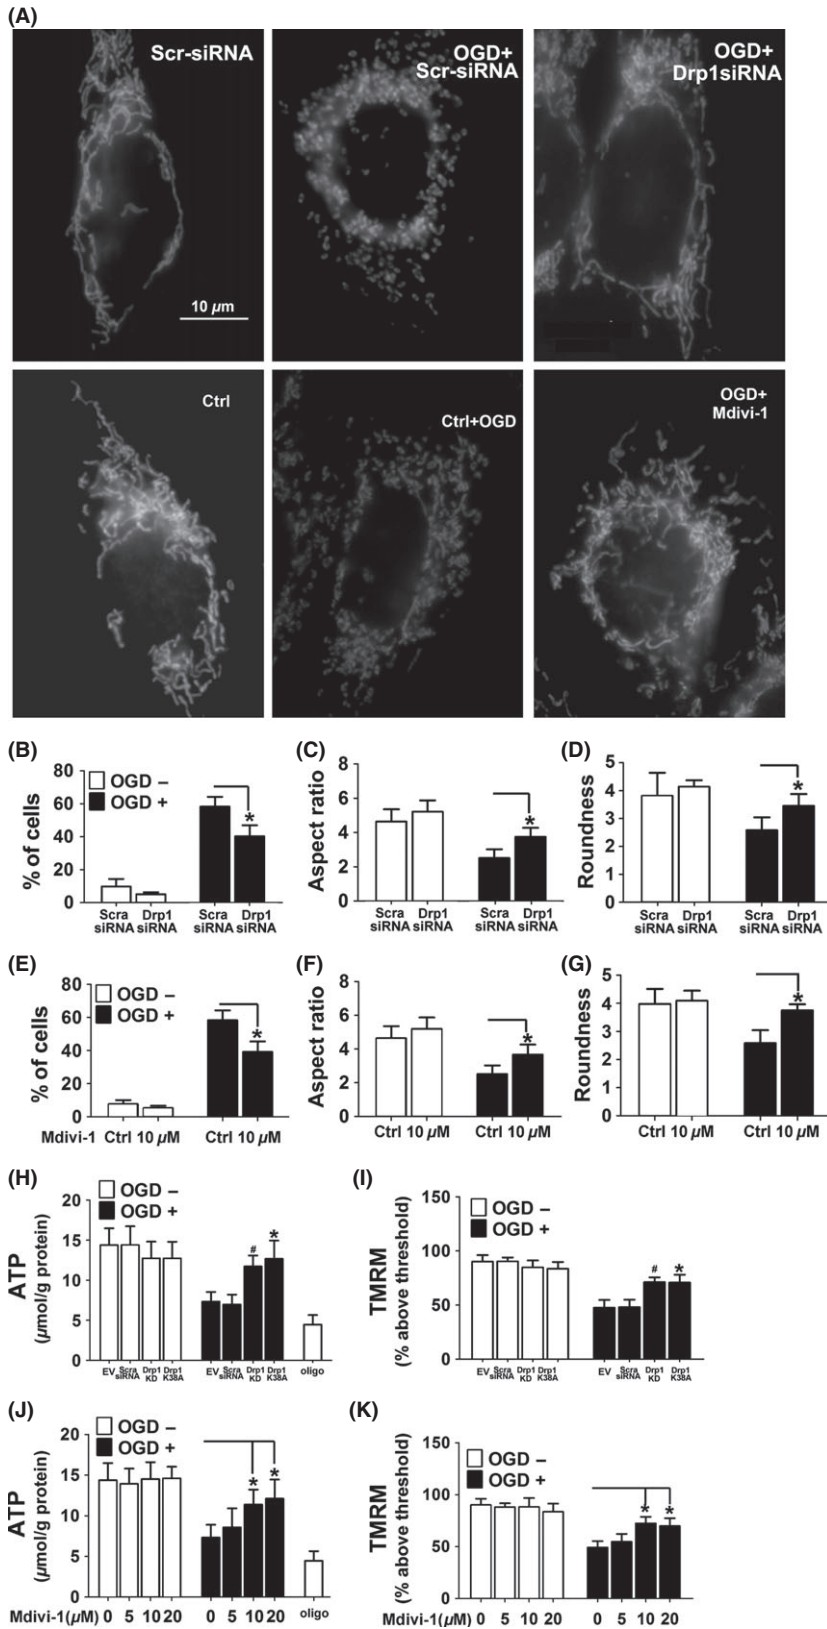 (A)
Scr-siRNA
OGD+
Scr-siRNA
OGD+
Drp1siRNA
10 µm
Ctrl
Ctrl+OGD
OGD+
Mdivi-1
(B)
% of cells
80
60
40
20
0
OGD –
OGD +
*
Scra siRNA
Drp1 siRNA
Scra siRNA
Drp1 siRNA
(C)
Aspect ratio
8
6
4
2
0
*
Scra siRNA
Drp1 siRNA
Scra siRNA
Drp1 siRNA
(D)
Roundness
5
4
3
2
1
0
*
Scra siRNA
Drp1 siRNA
Scra siRNA
Drp1 siRNA
(E)
% of cells
80
60
40
20
0
OGD –
OGD +
*
Mdivi-1 Ctrl 10 µM Ctrl 10 µM
(F)
Aspect ratio
8
6
4
2
0
*
Ctrl 10 µM Ctrl 10 µM
(G)
Roundness
5
4
3
2
1
0
*
Ctrl 10 µM Ctrl 10 µM
(H)
ATP
(µmol/g protein)
20
15
10
5
0
OGD –
OGD +
# *
EV
Scra siRNA
Drp1 KD
Drp1 K38A
EV
Scra siRNA
Drp1 KD
Drp1 K38A
oligo
(I)
TMRM
(% above threshold)
150
100
50
0
OGD –
OGD +
# *
EV
Scra siRNA
Drp1 KD
Drp1 K38A
EV
Scra siRNA
Drp1 KD
Drp1 K38A
(J)
ATP
(µmol/g protein)
20
15
10
5
0
OGD –
OGD +
* *
Mdivi-1(µM) 0 5 10 20 0 5 10 20 oligo
(K)
TMRM
(% above threshold)
150
100
50
0
OGD –
OGD +
* *
Mdivi-1(µM) 0 5 10 20 0 5 10 20